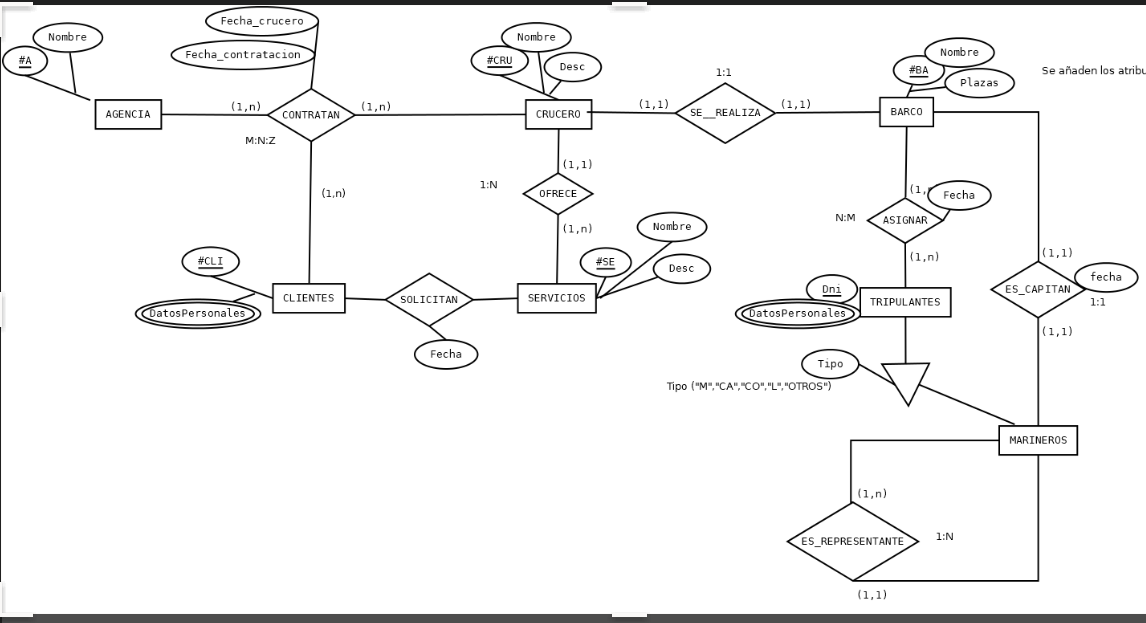 Fecha_crucero
Nombre
Fecha_contratacion
#A
Nombre
#CRU
Desc
Nombre
#BA
Plazas
Se añaden los atribu
1:1
AGENCIA
(1,n)
CONTRATAN
(1,n)
CRUCERO
(1,1)
SE__REALIZA
(1,1)
BARCO
M:N:Z
(1,1)
1:N
OFRECE
(1,n)
(1,n)
(1,n
Fecha
N:M
ASIGNAR
(1,n)
Nombre
#CLI
#SE
Desc
(1,1)
fecha
ES_CAPITAN
1:1
(1,1)
Dni
DatosPersonales
TRIPULANTES
CLIENTES
SOLICITAN
SERVICIOS
DatosPersonales
Fecha
Tipo
Tipo ("M","CA","CO","L","OTROS")
MARINEROS
(1,n)
ES_REPRESENTANTE
1:N
(1,1)